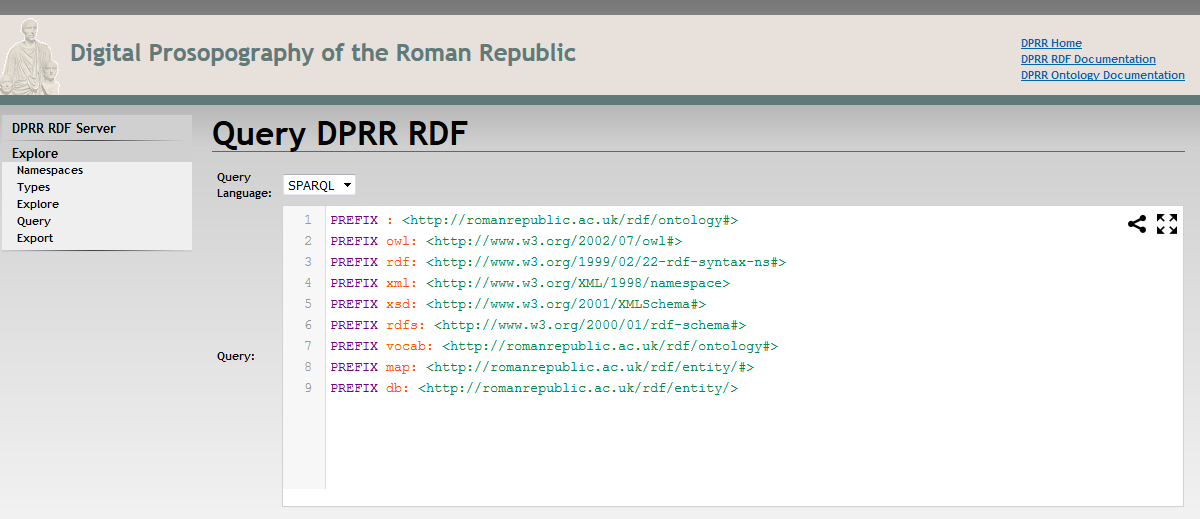 Digital Prosopography of the Roman Republic
DPRR Home
DPRR RDF Documentation
DPRR Ontology Documentation
DPRR RDF Server
Explore
Namespaces
Types
Explore
Query
Export
Query DPRR RDF
Query Language:
SPARQL
Query:
1 PREFIX : <http://romanrepublic.ac.uk/rdf/ontology#>
2 PREFIX owl: <http://www.w3.org/2002/07/owl#>
3 PREFIX rdf: <http://www.w3.org/1999/02/22-rdf-syntax-ns#>
4 PREFIX xml: <http://www.w3.org/XML/1998/namespace>
5 PREFIX xsd: <http://www.w3.org/2001/XMLSchema#>
6 PREFIX rdfs: <http://www.w3.org/2000/01/rdf-schema#>
7 PREFIX vocab: <http://romanrepublic.ac.uk/rdf/ontology#>
8 PREFIX map: <http://romanrepublic.ac.uk/rdf/entity/#>
9 PREFIX db: <http://romanrepublic.ac.uk/rdf/entity/>